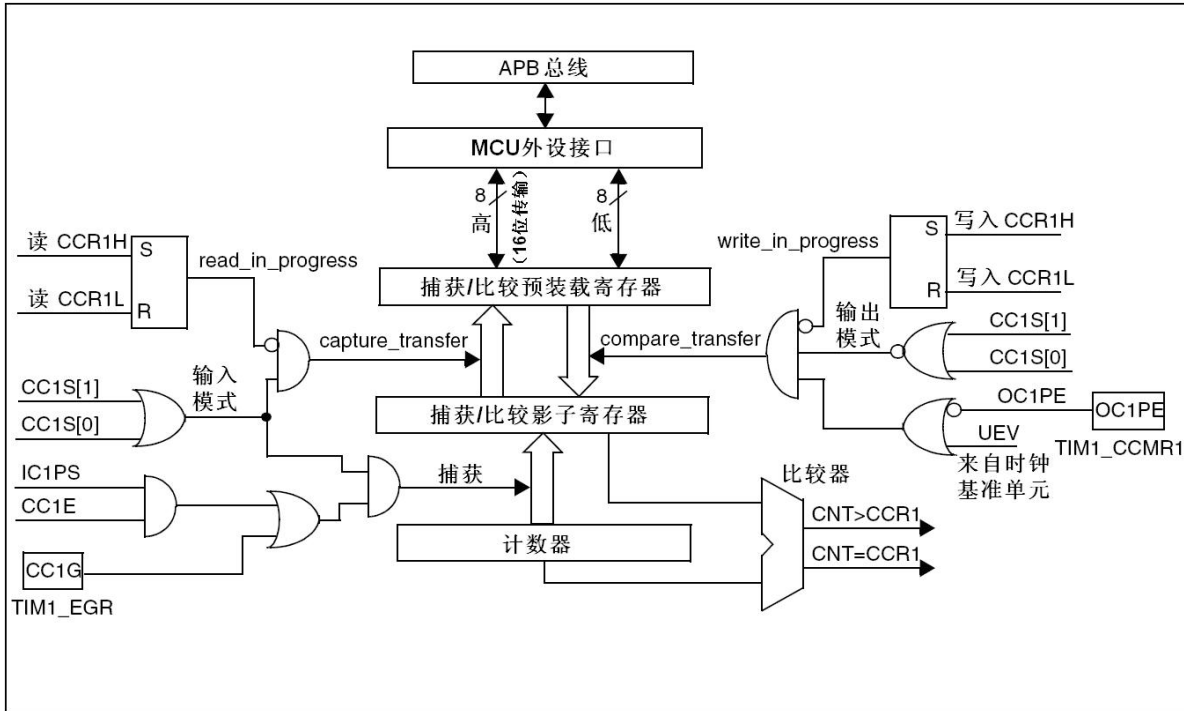 APB 总线
MCU外设接口
8
高
(16位传输)
8
低
读 CCR1H
S
read_in_progress
读 CCR1L
R
捕获/比较预装载寄存器
write_in_progress
S
写入 CCR1H
R
写入 CCR1L
capture_transfer
compare_transfer
输出
模式
CC1S[1]
CC1S[0]
CC1S[1]
CC1S[0]
输入
模式
捕获/比较影子寄存器
OC1PE
OC1PE
UEV
TIM1_CCMR1
来自时钟
基准单元
IC1PS
CC1E
捕获
比较器
CNT>CCR1
计数器
CNT=CCR1
CC1G
TIM1_EGR